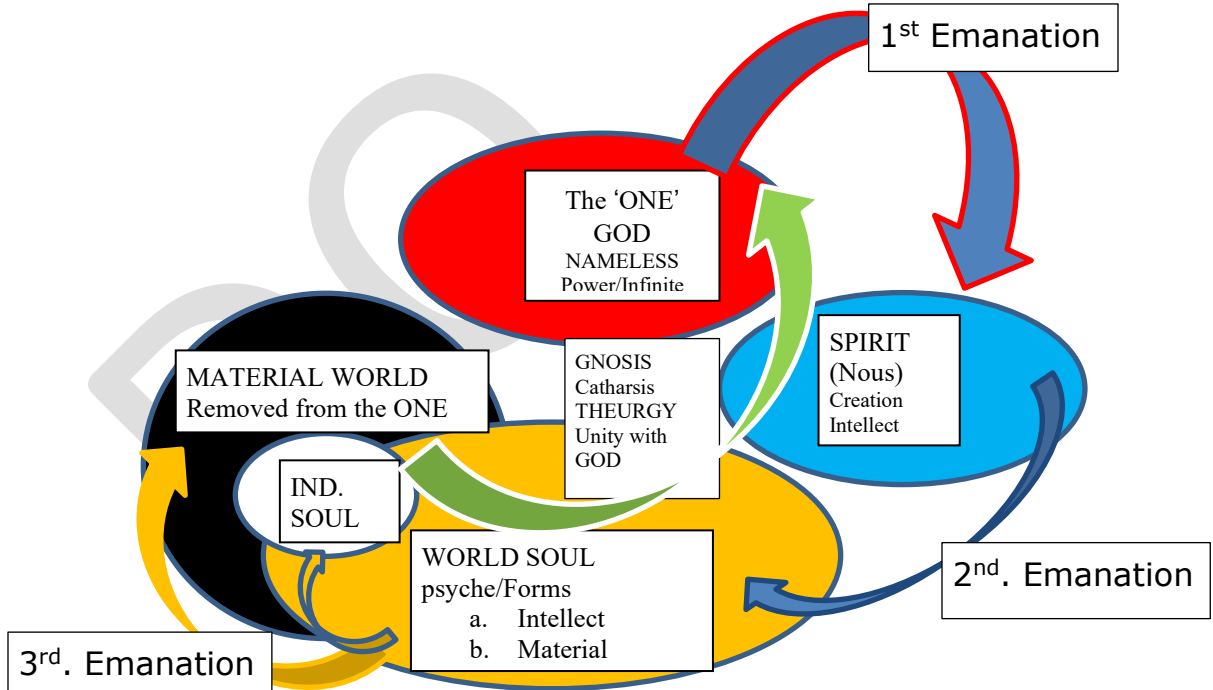 1st Emanation
The ‘ONE’
GOD
NAMELESS
Power/Infinite
SPIRIT
(Nous)
Creation
Intellect
GNOSIS
Catharsis
THEURGY
Unity with
GOD
MATERIAL WORLD
Removed from the ONE
IND.
SOUL
WORLD SOUL
psyche/Forms
a. Intellect
b. Material
2nd. Emanation
3rd. Emanation